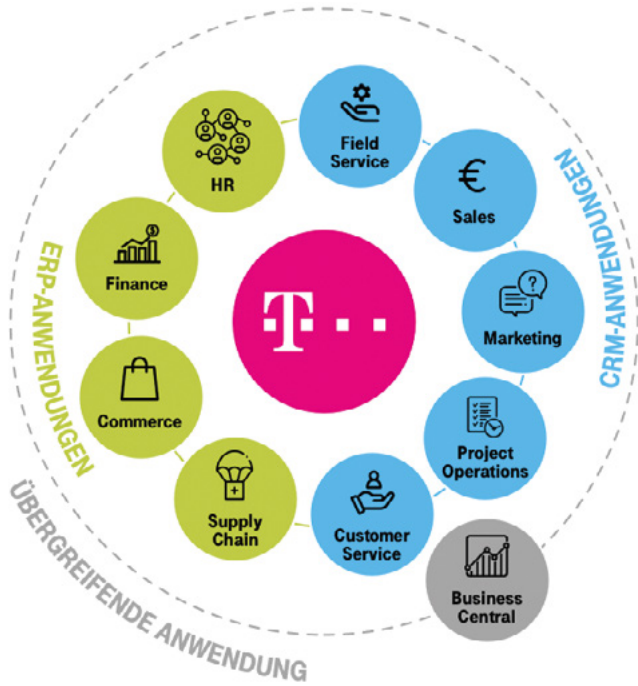 HR
Field
Service
€
Sales
Finance
$
ERP-ANWENDUNGEN
CRM-ANWENDUNGEN
T
?
Marketing
Commerce
Project
Operations
Supply
Chain
Customer
Service
Business
Central
ÜBERGREIFENDE ANWENDUNG